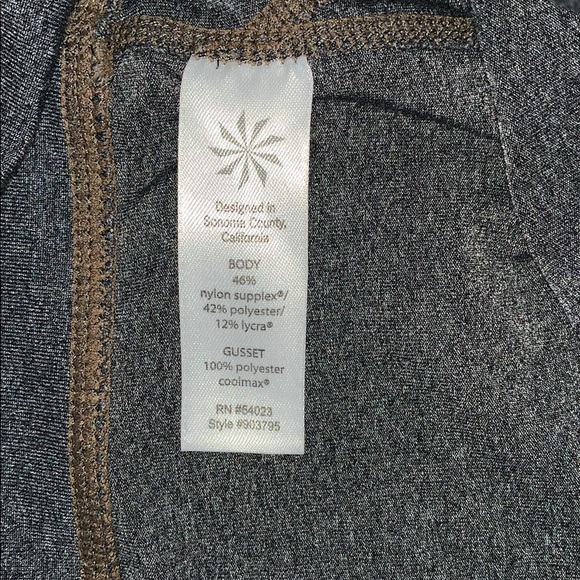 Designed in
Sonoma County,
California
BODY
46%
nylon supplex®/
42% polyester/
12% lycra®
GUSSET
100% polyester
coolmax®
RN #54023
Style #903795